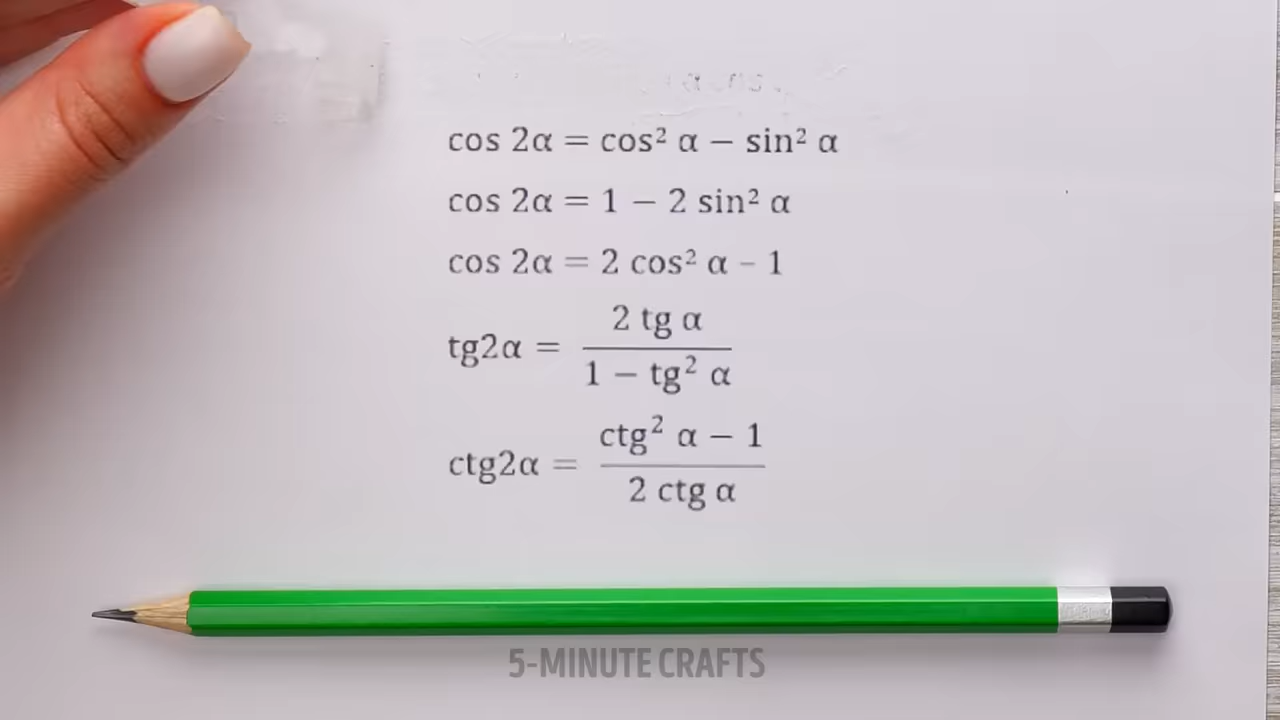 cos 2α = cos² α − sin² α
cos 2α = 1 − 2 sin² α
cos 2α = 2 cos² α – 1
tg2α = 2 tg α / 1 − tg² α
ctg2α = ctg² α − 1 / 2 ctg α
5-MINUTE CRAFTS